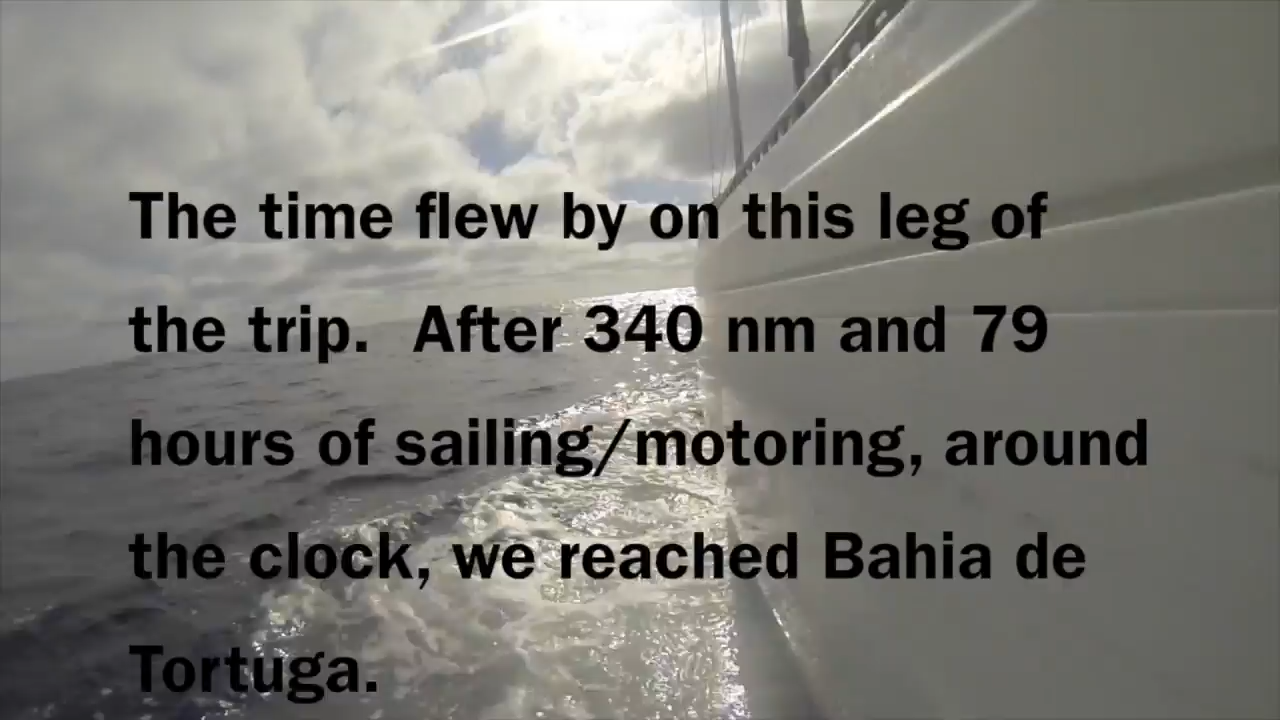 The time flew by on this leg of
the trip.  After 340 nm and 79
hours of sailing/motoring, around
the clock, we reached Bahia de
Tortuga.